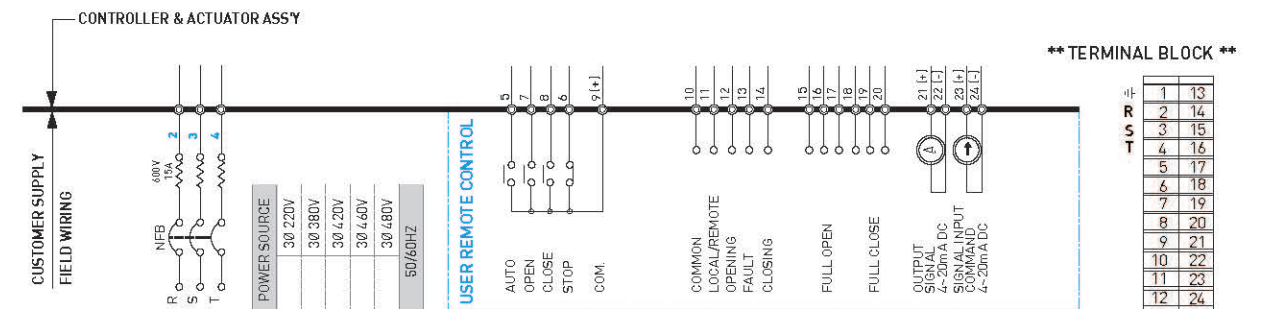 CONTROLLER & ACTUATOR ASS'Y
** TERMINAL BLOCK **
CUSTOMER SUPPLY
FIELD WIRING
2
3
4
600V
15A
NFB
R
S
T
POWER SOURCE
3Ø 220V
3Ø 380V
3Ø 420V
3Ø 460V
3Ø 480V
50/60HZ
USER REMOTE CONTROL
5
7
8
6
9 (+)
AUTO
OPEN
CLOSE
STOP
COM.
10
11
12
13
14
COMMON
LOCAL/REMOTE
OPENING
FAULT
CLOSING
15
16
17
18
19
20
FULL OPEN
FULL CLOSE
21 (+)
22 (-)
23 (+)
24 (-)
OUTPUT
SIGNAL
4~20mA DC
SIGNAL INPUT
COMMAND
4~20mA DC
1 13
R 2 14
S 3 15
T 4 16
5 17
6 18
7 19
8 20
9 21
10 22
11 23
12 24